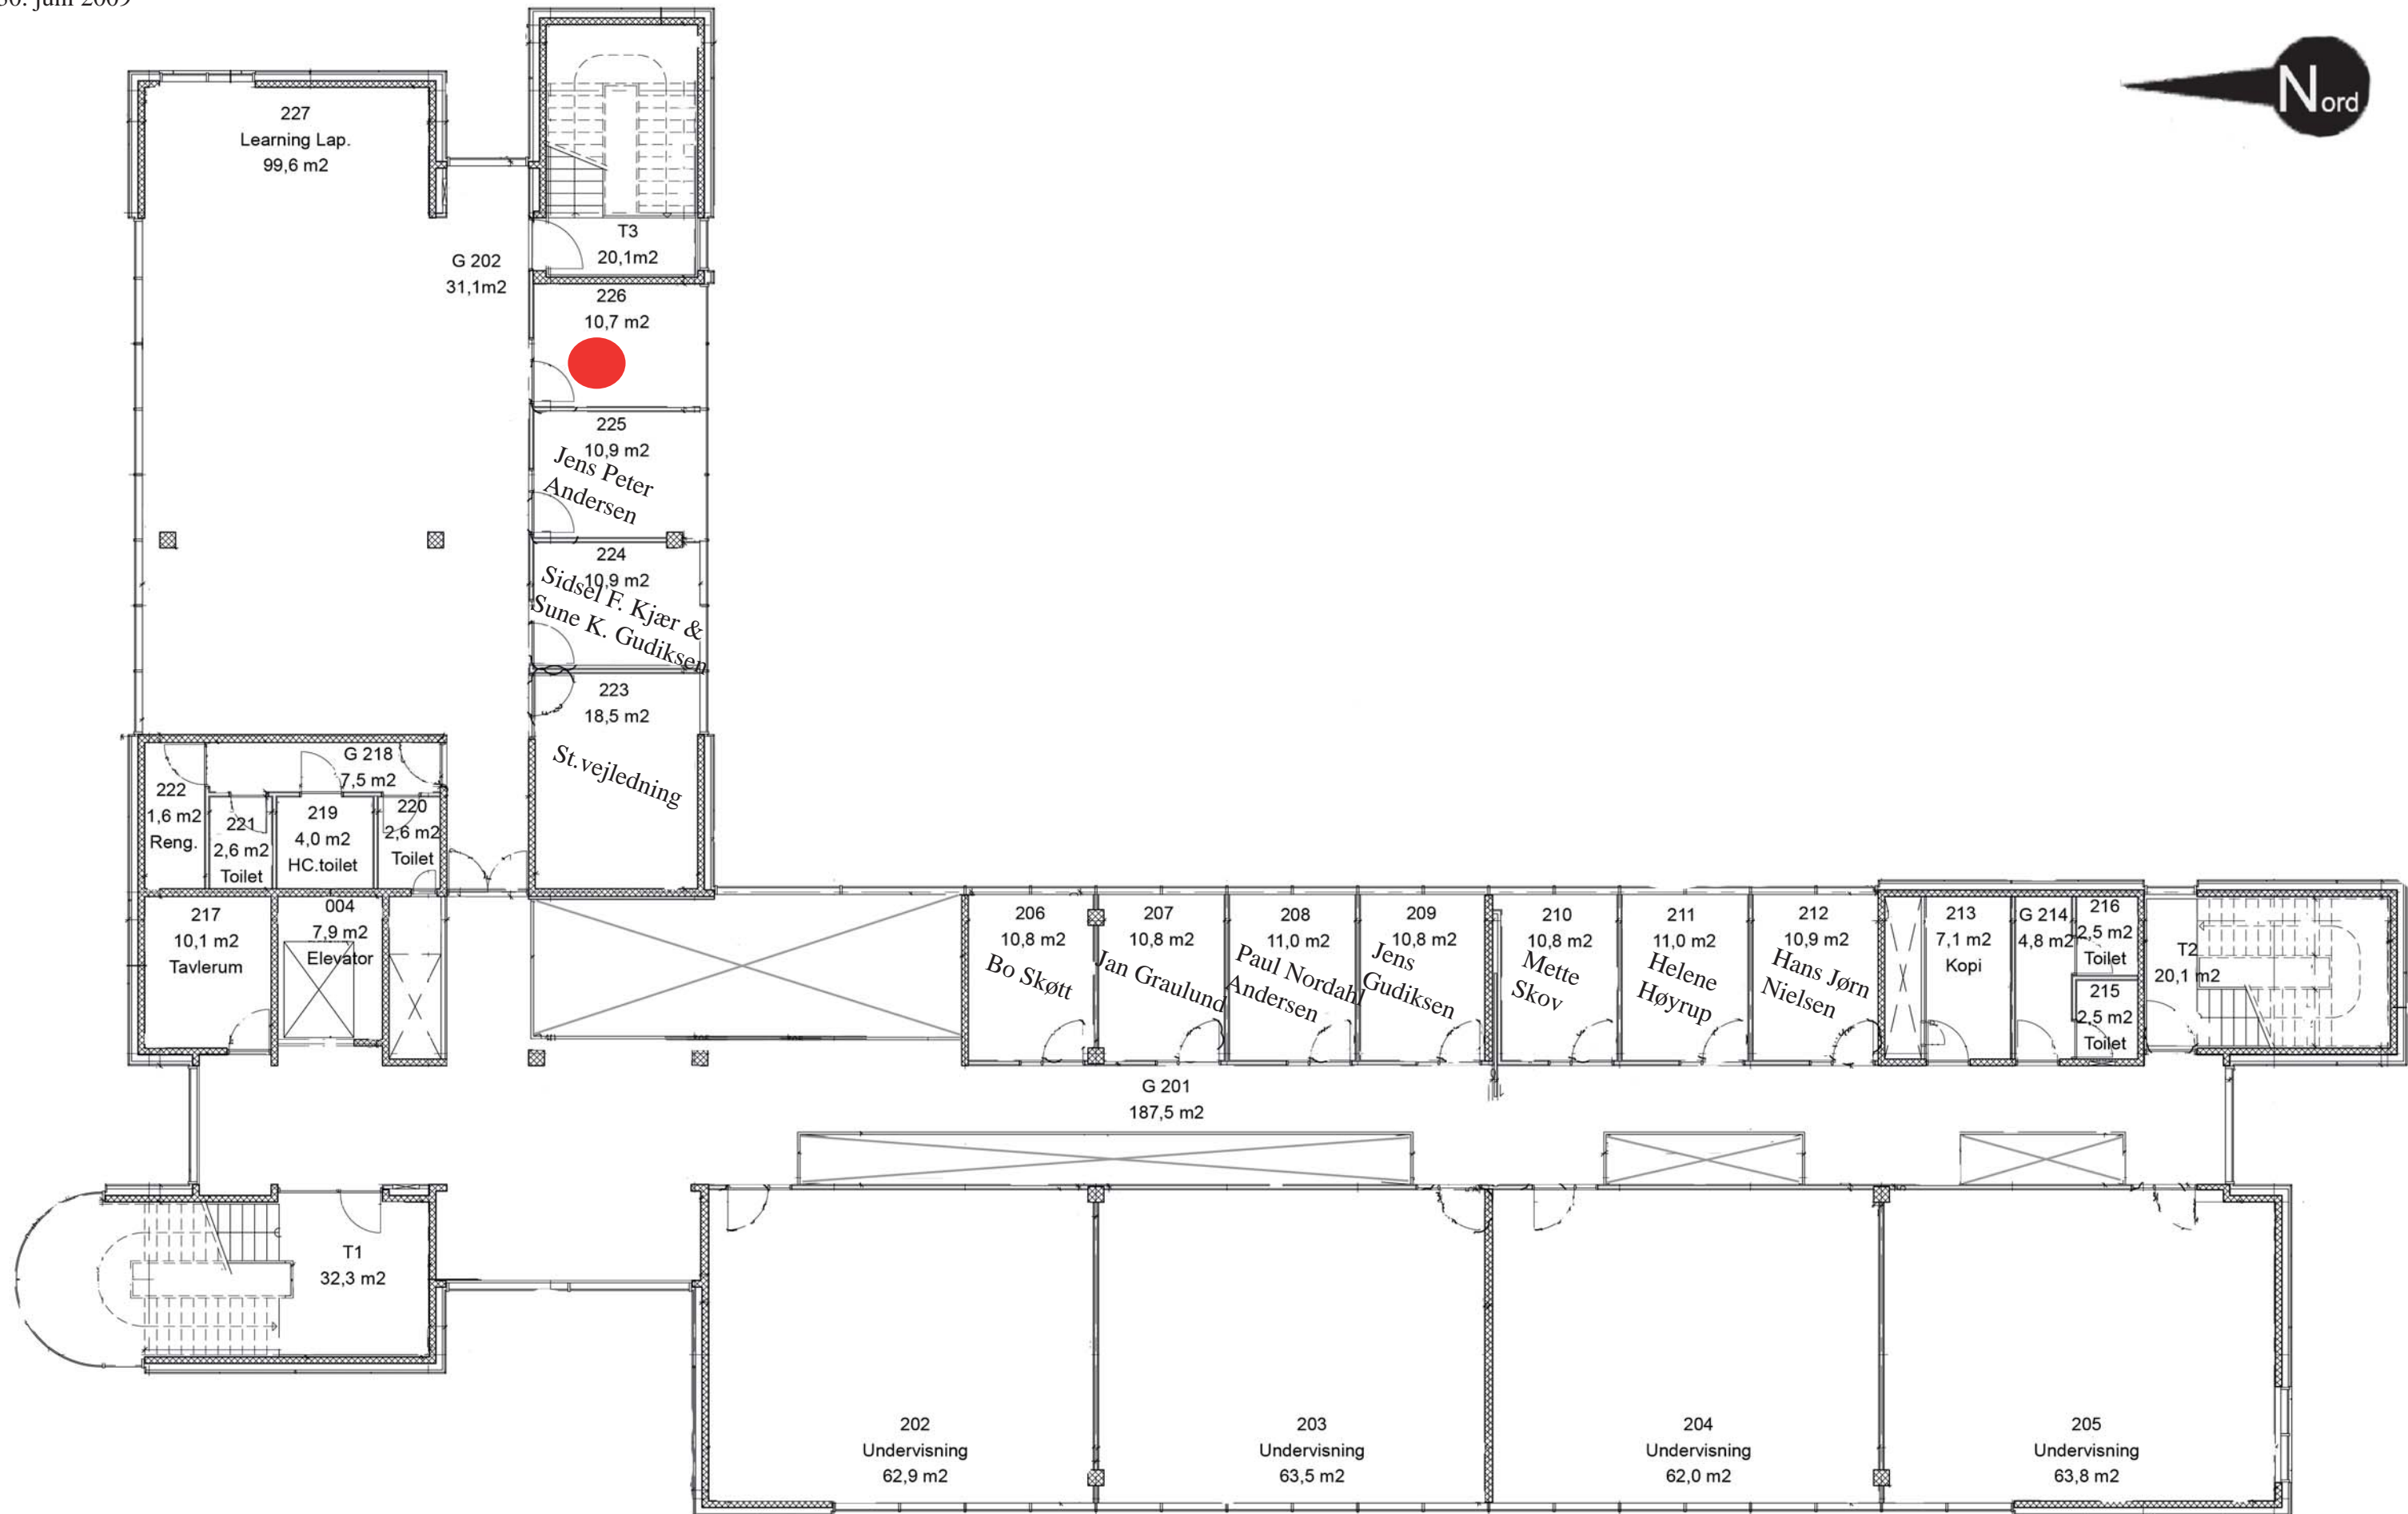 30. juni 2009
Nord
227
Learning Lap.
99,6 m2
T3
20,1m2
G 202
31,1m2
226
10,7 m2
225
10,9 m2
Jens Peter
Andersen
224
10,9 m2
Sidsel F. Kjær &
Sune K. Gudiksen
223
18,5 m2
St.vejledning
G 218
7,5 m2
222
1,6 m2
Reng.
221
2,6 m2
Toilet
219
4,0 m2
HC.toilet
220
2,6 m2
Toilet
217
10,1 m2
Tavlerum
004
7,9 m2
Elevator
206
10,8 m2
Bo Skøtt
207
10,8 m2
Jan Graulund
208
11,0 m2
Paul Nordahl
Andersen
209
10,8 m2
Jens
Gudiksen
210
10,8 m2
Mette
Skov
211
11,0 m2
Helene
Høyrup
212
10,9 m2
Hans Jørn
Nielsen
213
7,1 m2
Kopi
G 214
4,8 m2
216
2,5 m2
Toilet
215
2,5 m2
Toilet
T2
20,1 m2
G 201
187,5 m2
T1
32,3 m2
202
Undervisning
62,9 m2
203
Undervisning
63,5 m2
204
Undervisning
62,0 m2
205
Undervisning
63,8 m2